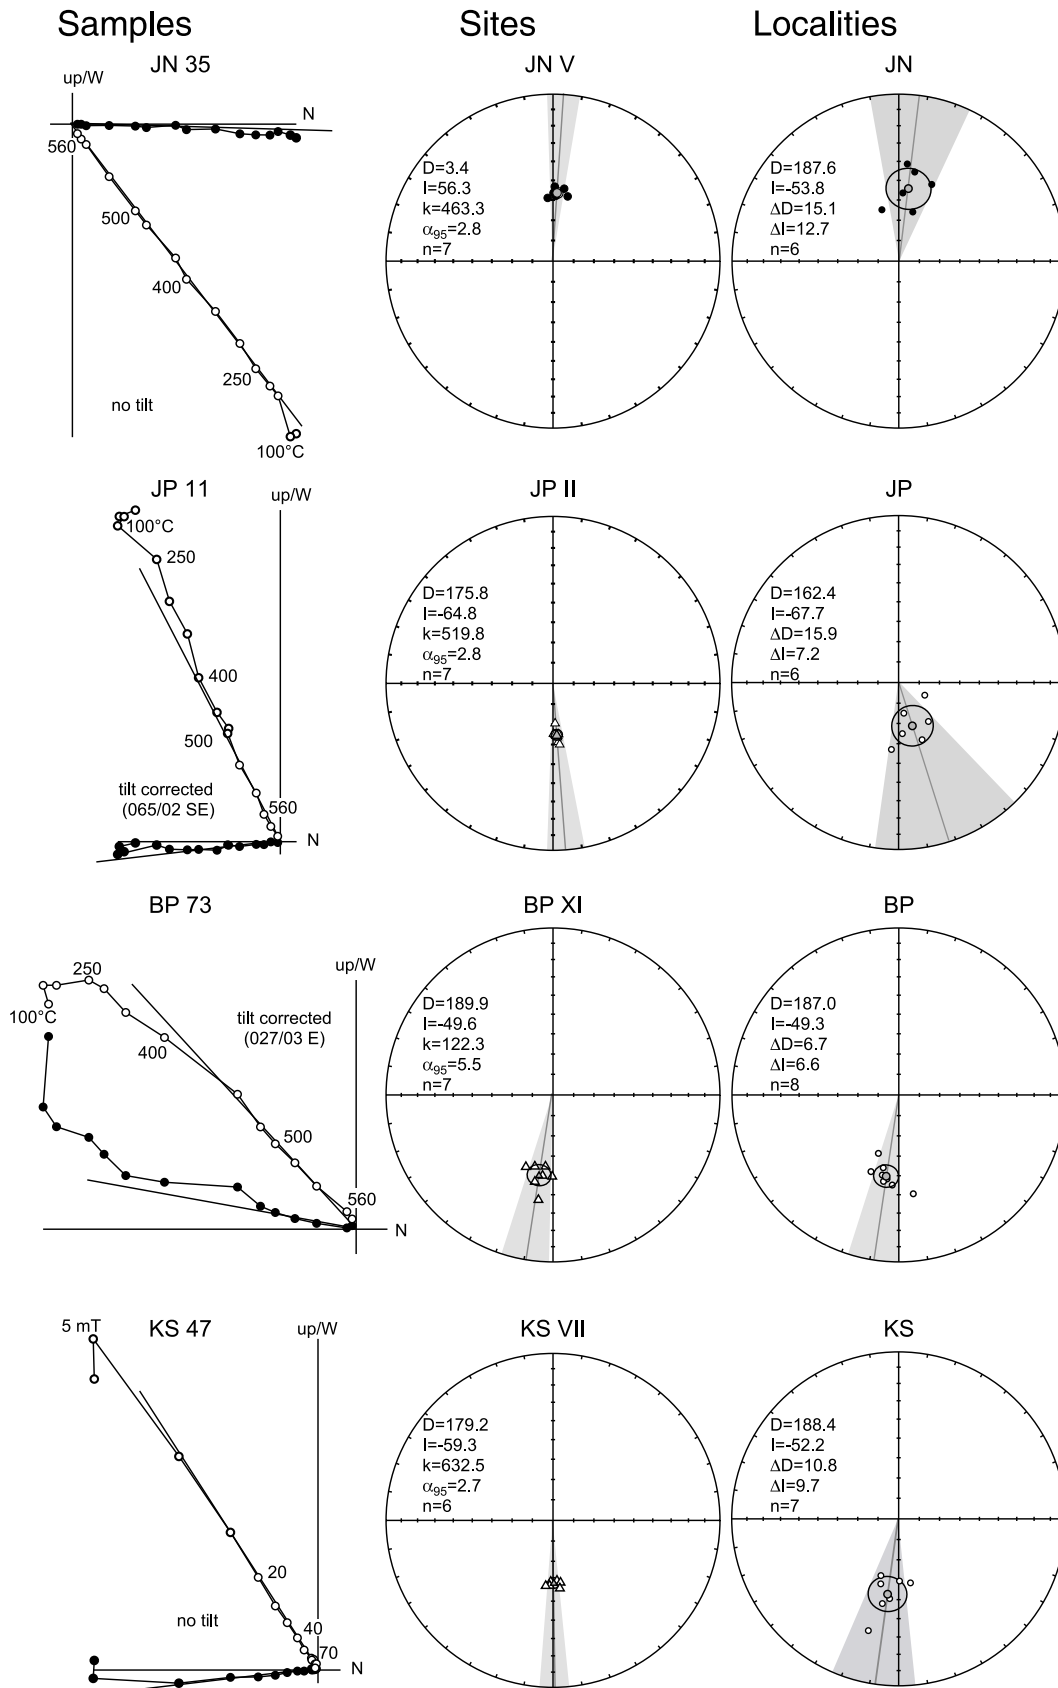 Samples
Sites
Localities
JN 35
JN V
JN
up/W
N
560
500
400
250
100°C
no tilt
D=3.4
I=56.3
k=463.3
α95=2.8
n=7
D=187.6
I=-53.8
ΔD=15.1
ΔI=12.7
n=6
JP 11
JP II
JP
up/W
100°C
250
400
500
560
N
tilt corrected
(065/02 SE)
D=175.8
I=-64.8
k=519.8
α95=2.8
n=7
D=162.4
I=-67.7
ΔD=15.9
ΔI=7.2
n=6
BP 73
BP XI
BP
up/W
250
100°C
400
500
560
N
tilt corrected
(027/03 E)
D=189.9
I=-49.6
k=122.3
α95=5.5
n=7
D=187.0
I=-49.3
ΔD=6.7
ΔI=6.6
n=8
KS 47
KS VII
KS
5 mT
up/W
20
40
70
N
no tilt
D=179.2
I=-59.3
k=632.5
α95=2.7
n=6
D=188.4
I=-52.2
ΔD=10.8
ΔI=9.7
n=7